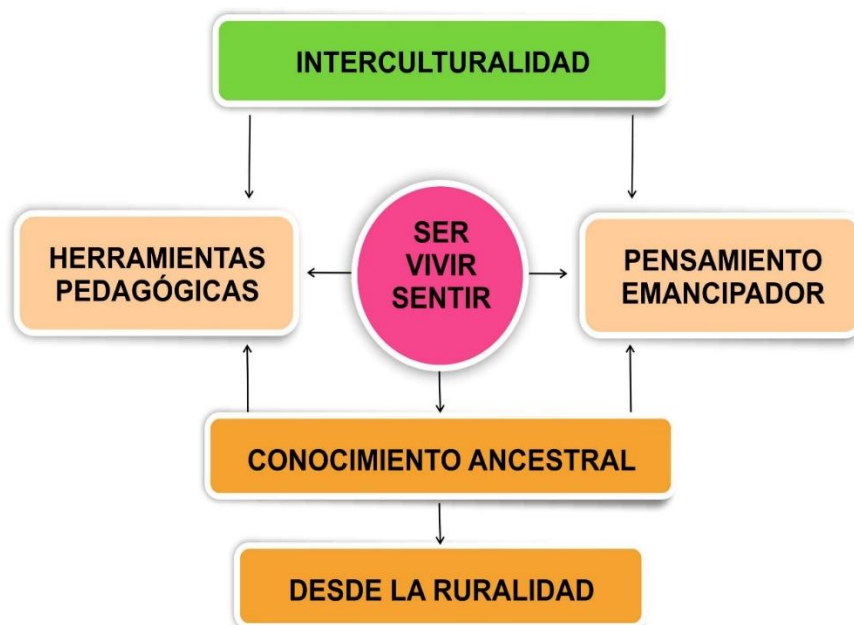 INTERCULTURALIDAD
HERRAMIENTAS
PEDAGÓGICAS
SER
VIVIR
SENTIR
PENSAMIENTO
EMANCIPADOR
CONOCIMIENTO ANCESTRAL
DESDE LA RURALIDAD